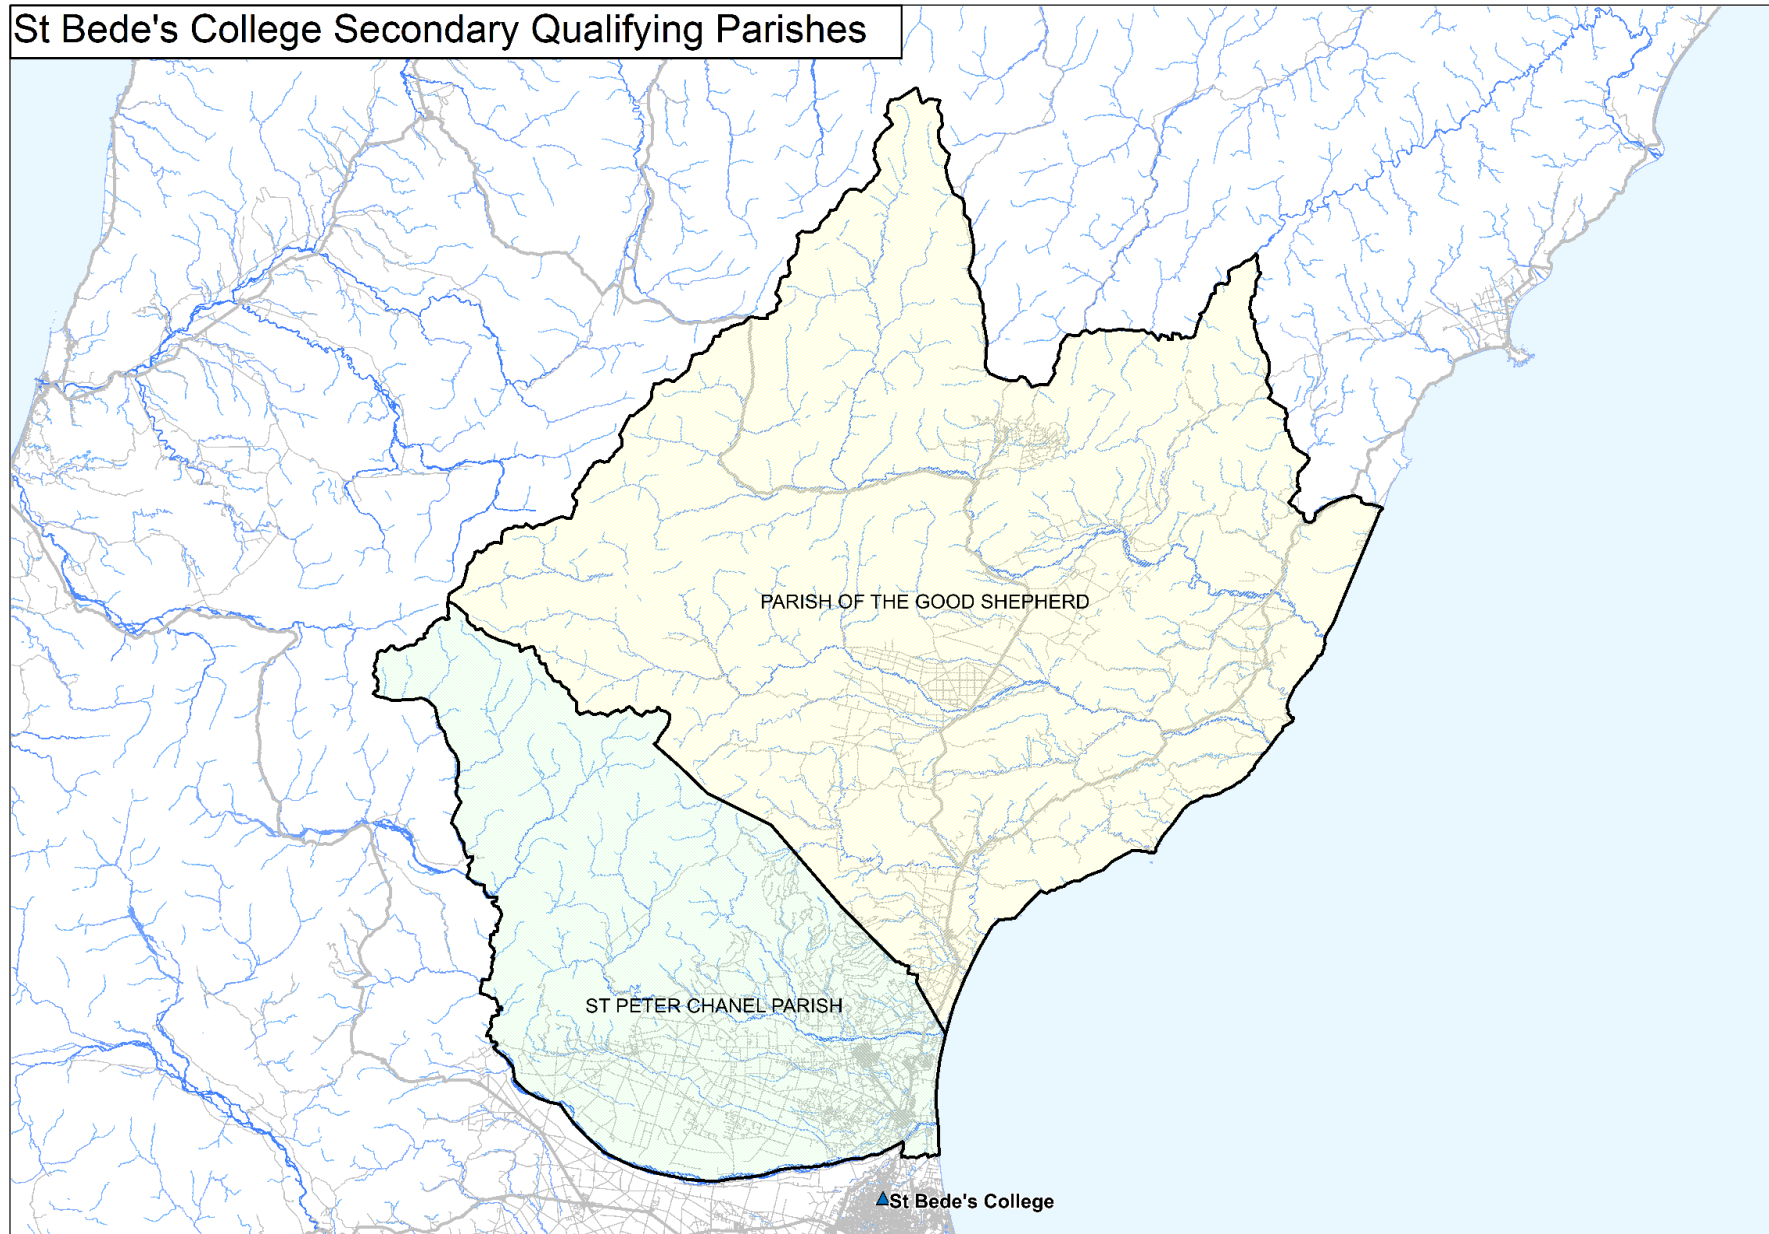 St Bede's College Secondary Qualifying Parishes
PARISH OF THE GOOD SHEPHERD
ST PETER CHANEL PARISH
St Bede's College